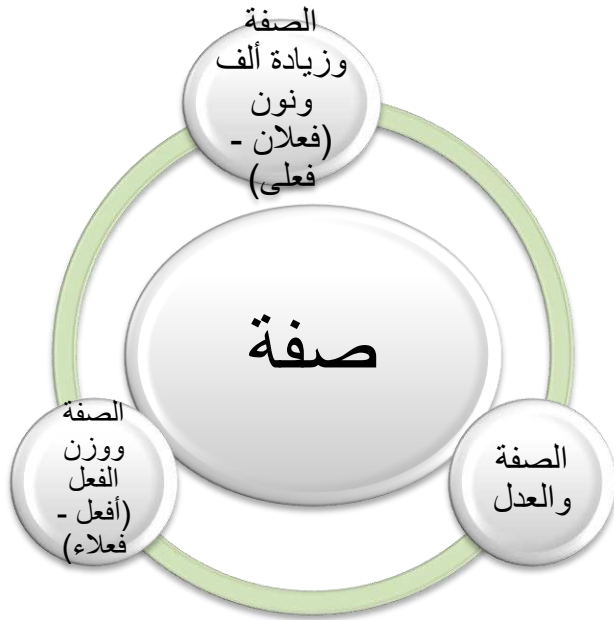 الصفة
وزيادة ألف
ونون
(فعلان -
فعلى)
صفة
الصفة
والعدل
الصفة
ووزن
الفعل
(أفعل -
فعلاء)